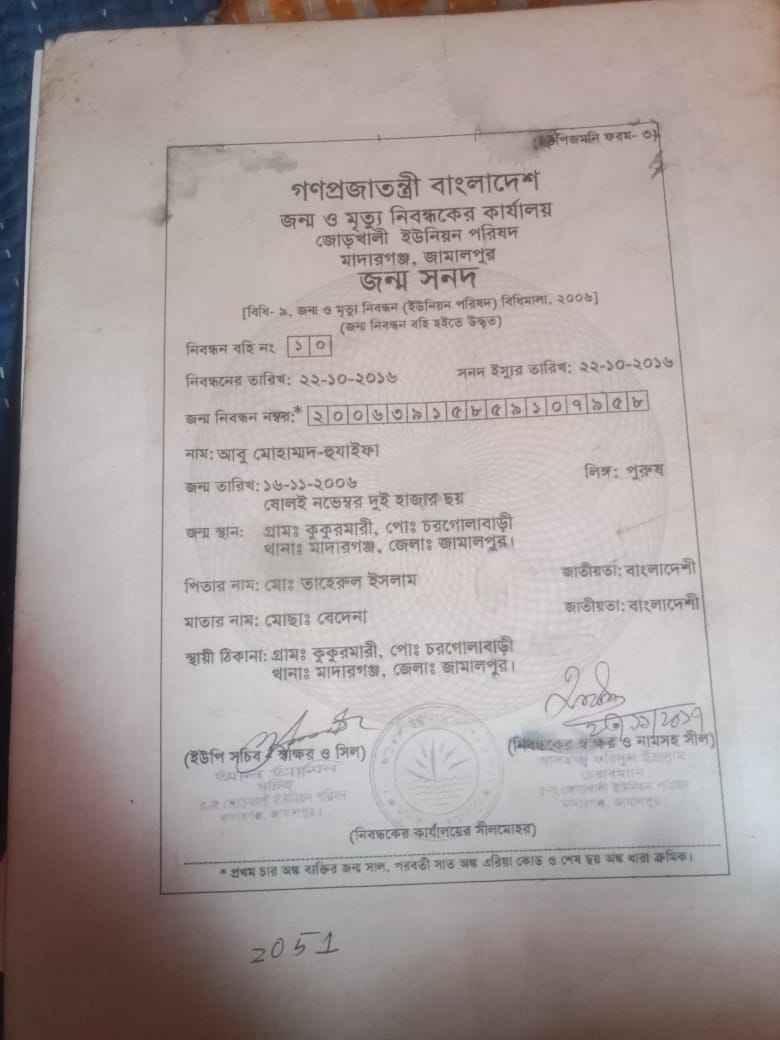 ফরম- ৩)
গণপ্রজাতন্ত্রী বাংলাদেশ
জন্ম ও মৃত্যু নিবন্ধকের কার্যালয়
জোড়খালী ইউনিয়ন পরিষদ
মাদারগঞ্জ, জামালপুর
জন্ম সনদ
[বিধি- ৯, জন্ম ও মৃত্যু নিবন্ধন (ইউনিয়ন পরিষদ) বিধিমালা, ২০০৬]
(জন্ম নিবন্ধন বহি হইতে উদ্ধৃত)
নিবন্ধন বহি নং ১০
নিবন্ধনের তারিখ: ২২-১০-২০১৬ সনদ ইস্যুর তারিখ: ২২-১০-২০১৬
জন্ম নিবন্ধন নম্বর:* ২০০৬৩৯১৫৮৫৯১০৭৯৫৮
নাম: আবু মোহাম্মদ-হুযাইফা
জন্ম তারিখ: ১৬-১১-২০০৬ লিঙ্গ: পুরুষ
ষোলই নভেম্বর দুই হাজার ছয়
জন্ম স্থান: গ্রামঃ কুকুরমারী, পোঃ চরগোলাবাড়ী
থানাঃ মাদারগঞ্জ, জেলাঃ জামালপুর।
পিতার নাম: মোঃ তাহেরুল ইসলাম জাতীয়তা: বাংলাদেশী
মাতার নাম: মোছাঃ বেদেনা জাতীয়তা: বাংলাদেশী
স্থায়ী ঠিকানা: গ্রামঃ কুকুরমারী, পোঃ চরগোলাবাড়ী
থানাঃ মাদারগঞ্জ, জেলাঃ জামালপুর।
(ইউপি সচিব স্বাক্ষর ও সিল) (নিবন্ধকের স্বাক্ষর ও নামসহ সীল)
সচিব
মাদারগঞ্জ, জামালপুর।
(নিবন্ধকের কার্যালয়ের সীলমোহর)
* প্রথম চার অঙ্ক ব্যক্তির জন্ম সাল, পরবর্তী সাত অঙ্ক এরিয়া কোড ও শেষ ছয় অঙ্ক ধারা ক্রমিক।
2051